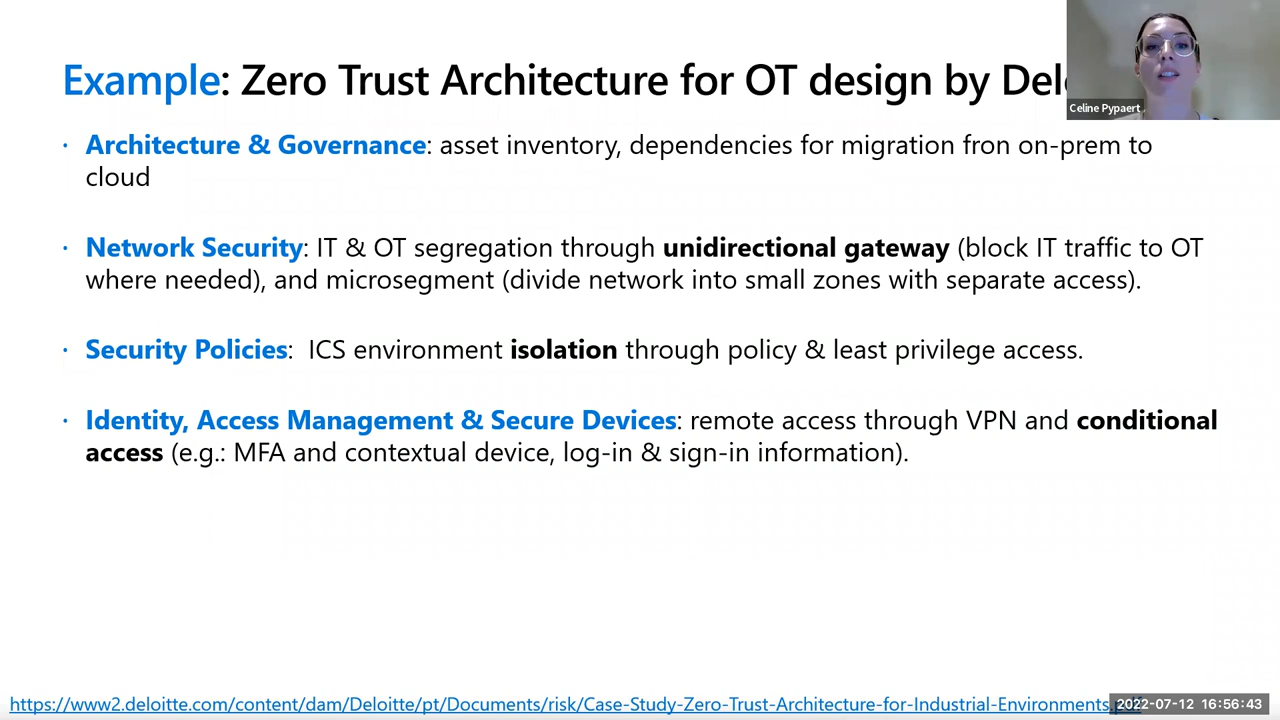 Example: Zero Trust Architecture for OT design by Del
Celine Pypaert
· Architecture & Governance: asset inventory, dependencies for migration fron on-prem to
cloud
· Network Security: IT & OT segregation through unidirectional gateway (block IT traffic to OT
where needed), and microsegment (divide network into small zones with separate access).
· Security Policies: ICS environment isolation through policy & least privilege access.
· Identity, Access Management & Secure Devices: remote access through VPN and conditional
access (e.g.: MFA and contextual device, log-in & sign-in information).
https://www2.deloitte.com/content/dam/Deloitte/pt/Documents/risk/Case-Study-Zero-Trust-Architecture-for-Industrial-Environments.pdf
2022-07-12 16:56:43